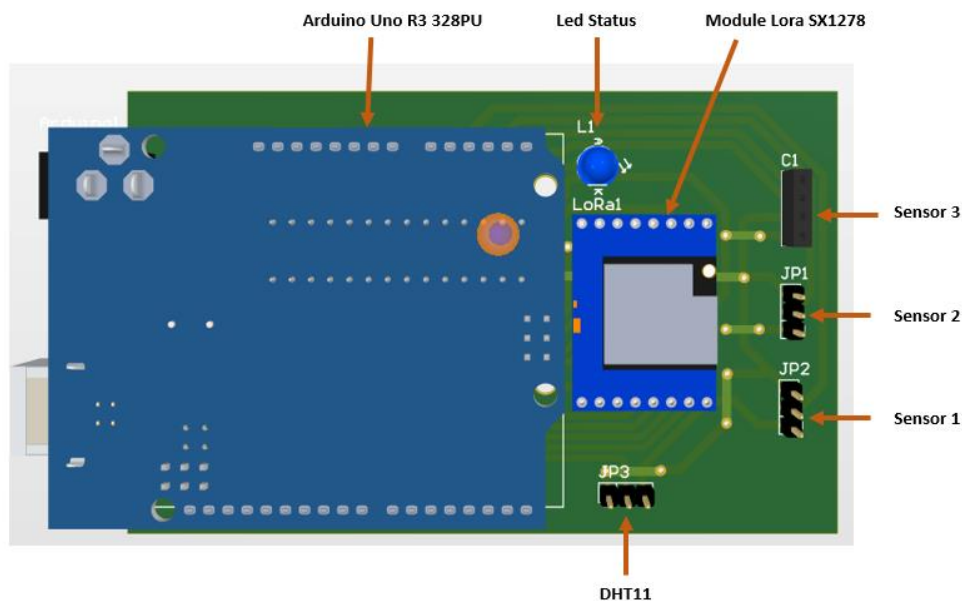 Arduino Uno R3 328PU
Led Status
Module Lora SX1278
L1
A
K
LoRa1
C1
Sensor 3
JP1
Sensor 2
JP2
Sensor 1
JP3
DHT11